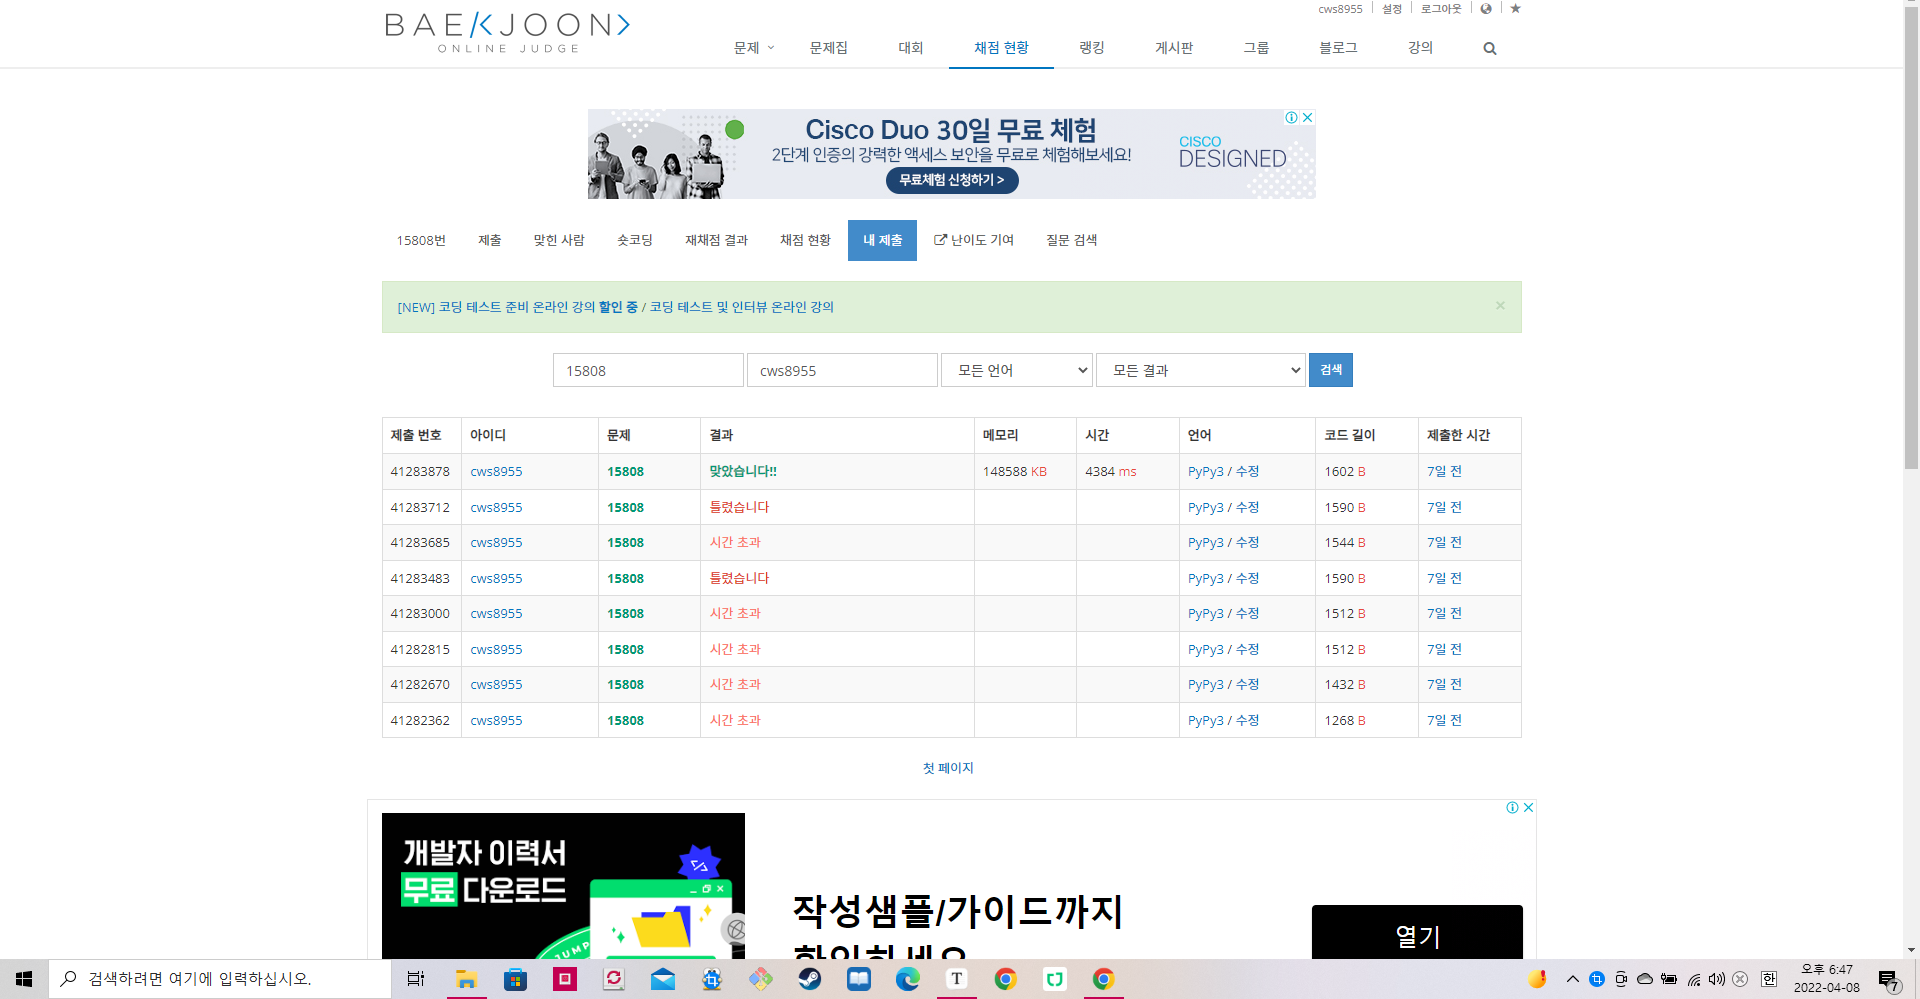 cws8955 설정 로그아웃
BAEKJOON
ONLINE JUDGE
문제 문제집 대회 채점 현황 랭킹 게시판 그룹 블로그 강의
Cisco Duo 30일 무료 체험
2단계 인증의 강력한 액세스 보안을 무료로 체험해보세요!
무료체험 신청하기 >
CISCO
DESIGNED
15808번 제출 맞힌 사람 숏코딩 재채점 결과 채점 현황 내 제출 난이도 기여 질문 검색
[NEW] 코딩 테스트 준비 온라인 강의 할인 중 / 코딩 테스트 및 인터뷰 온라인 강의 ×
15808 cws8955 모든 언어 모든 결과 검색
제출 번호 아이디 문제 결과 메모리 시간 언어 코드 길이 제출한 시간
41283878 cws8955 15808 맞았습니다!! 148588 KB 4384 ms PyPy3 / 수정 1602 B 7일 전
41283712 cws8955 15808 틀렸습니다 PyPy3 / 수정 1590 B 7일 전
41283685 cws8955 15808 시간 초과 PyPy3 / 수정 1544 B 7일 전
41283483 cws8955 15808 틀렸습니다 PyPy3 / 수정 1590 B 7일 전
41283000 cws8955 15808 시간 초과 PyPy3 / 수정 1512 B 7일 전
41282815 cws8955 15808 시간 초과 PyPy3 / 수정 1512 B 7일 전
41282670 cws8955 15808 시간 초과 PyPy3 / 수정 1432 B 7일 전
41282362 cws8955 15808 시간 초과 PyPy3 / 수정 1268 B 7일 전
첫 페이지
개발자 이력서
무료 다운로드
</>
JUMP
작성샘플/가이드까지
확인하세요
열기
검색하려면 여기에 입력하십시오.
T
한
오후 6:47
2022-04-08
7